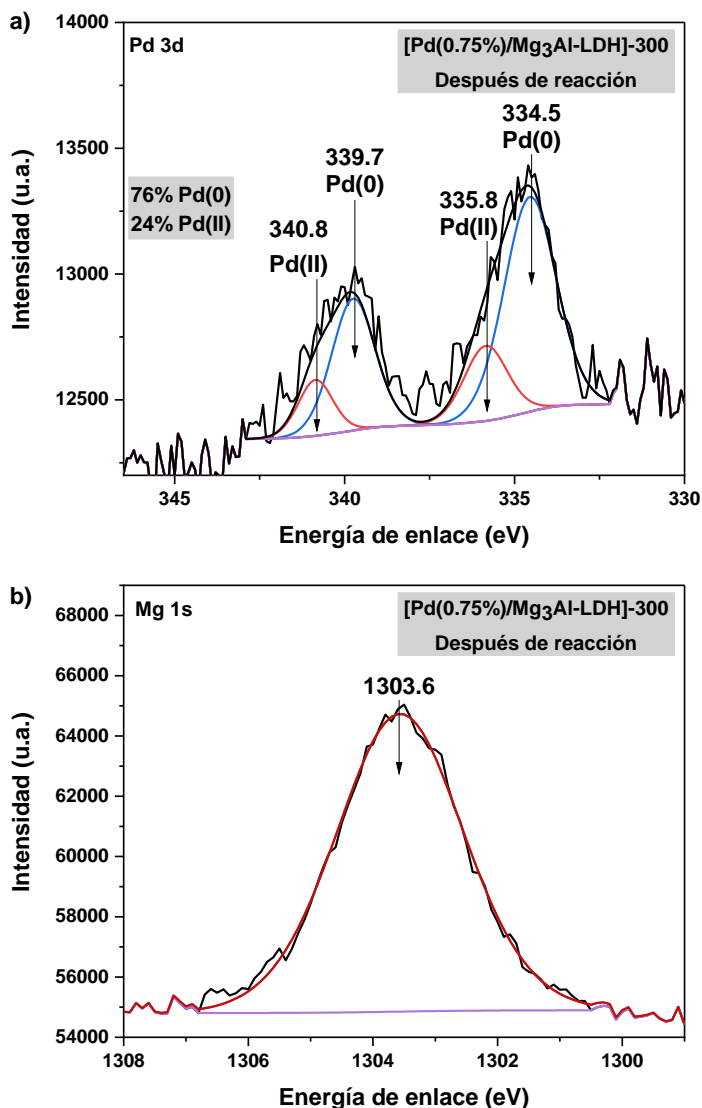 a)
Pd 3d
[Pd(0.75%)/Mg3Al-LDH]-300
Después de reacción
334.5
Pd(0)
339.7
Pd(0)
335.8
Pd(II)
76% Pd(0)
24% Pd(II)
340.8
Pd(II)
14000
13500
13000
12500
Intensidad (u.a.)
345
340
335
330
Energía de enlace (eV)
b)
Mg 1s
[Pd(0.75%)/Mg3Al-LDH]-300
Después de reacción
1303.6
68000
66000
64000
62000
60000
58000
56000
54000
Intensidad (u.a.)
1308
1306
1304
1302
1300
Energía de enlace (eV)